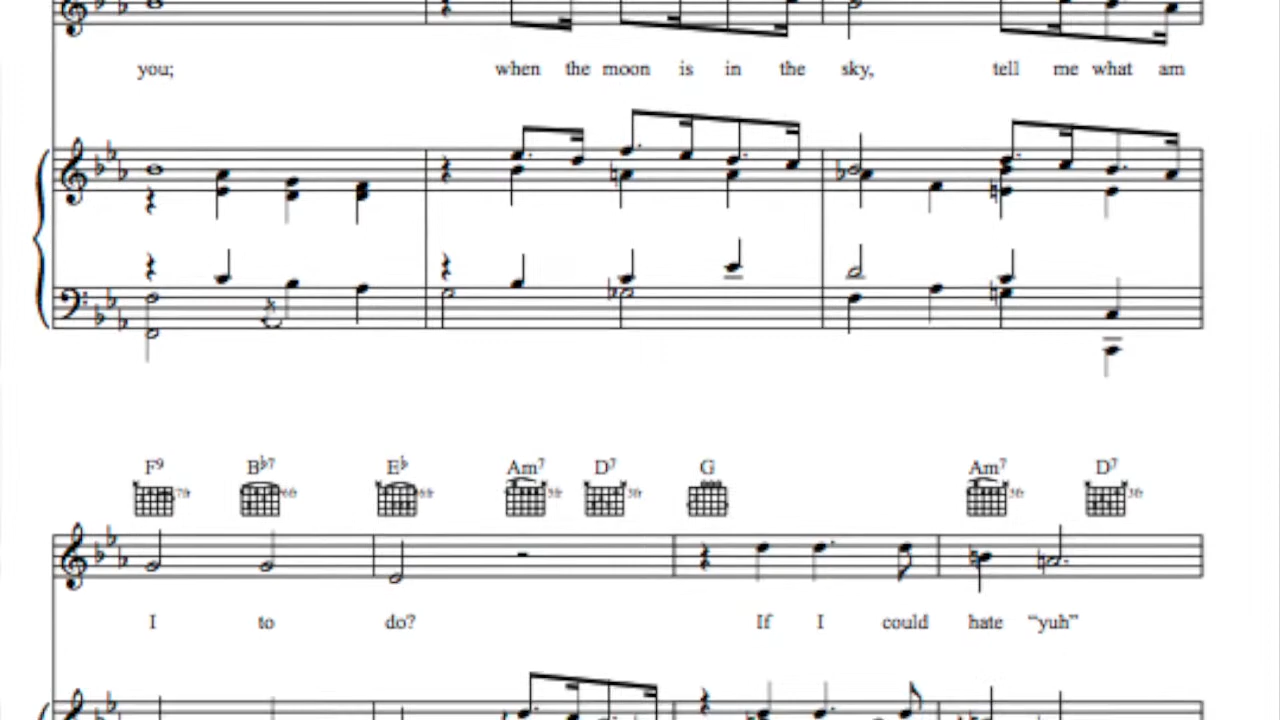 you; when the moon is in the sky, tell me what am
F9 B♭7 E♭ Am7 D7 G Am7 D7
I to do? If I could hate “yuh”